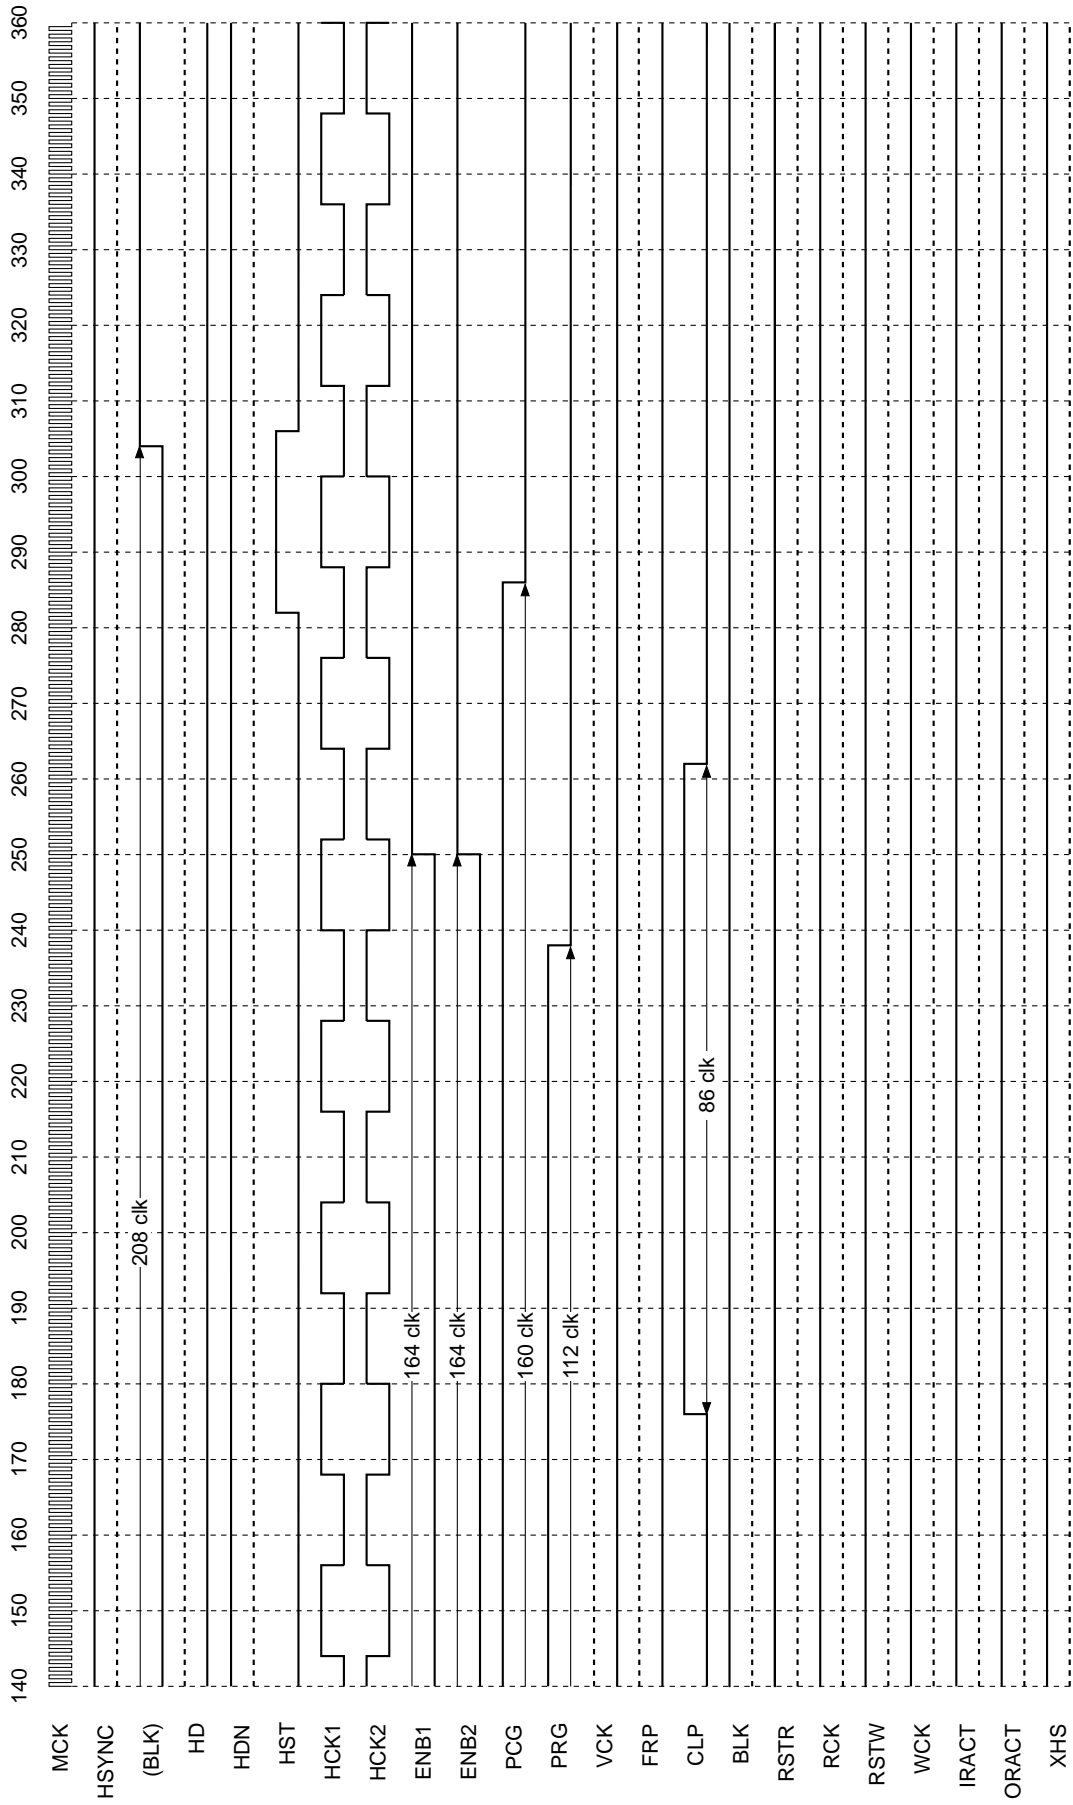 140 150 160 170 180 190 200 210 220 230 240 250 260 270 280 290 300 310 320 330 340 350 360
MCK
HSYNC
(BLK) 208 clk
HD
HDN
HST
HCK1
HCK2
ENB1 164 clk
ENB2 164 clk
PCG 160 clk
PRG 112 clk
VCK
FRP
CLP 86 clk
BLK
RSTR
RCK
RSTW
WCK
IRACT
ORACT
XHS